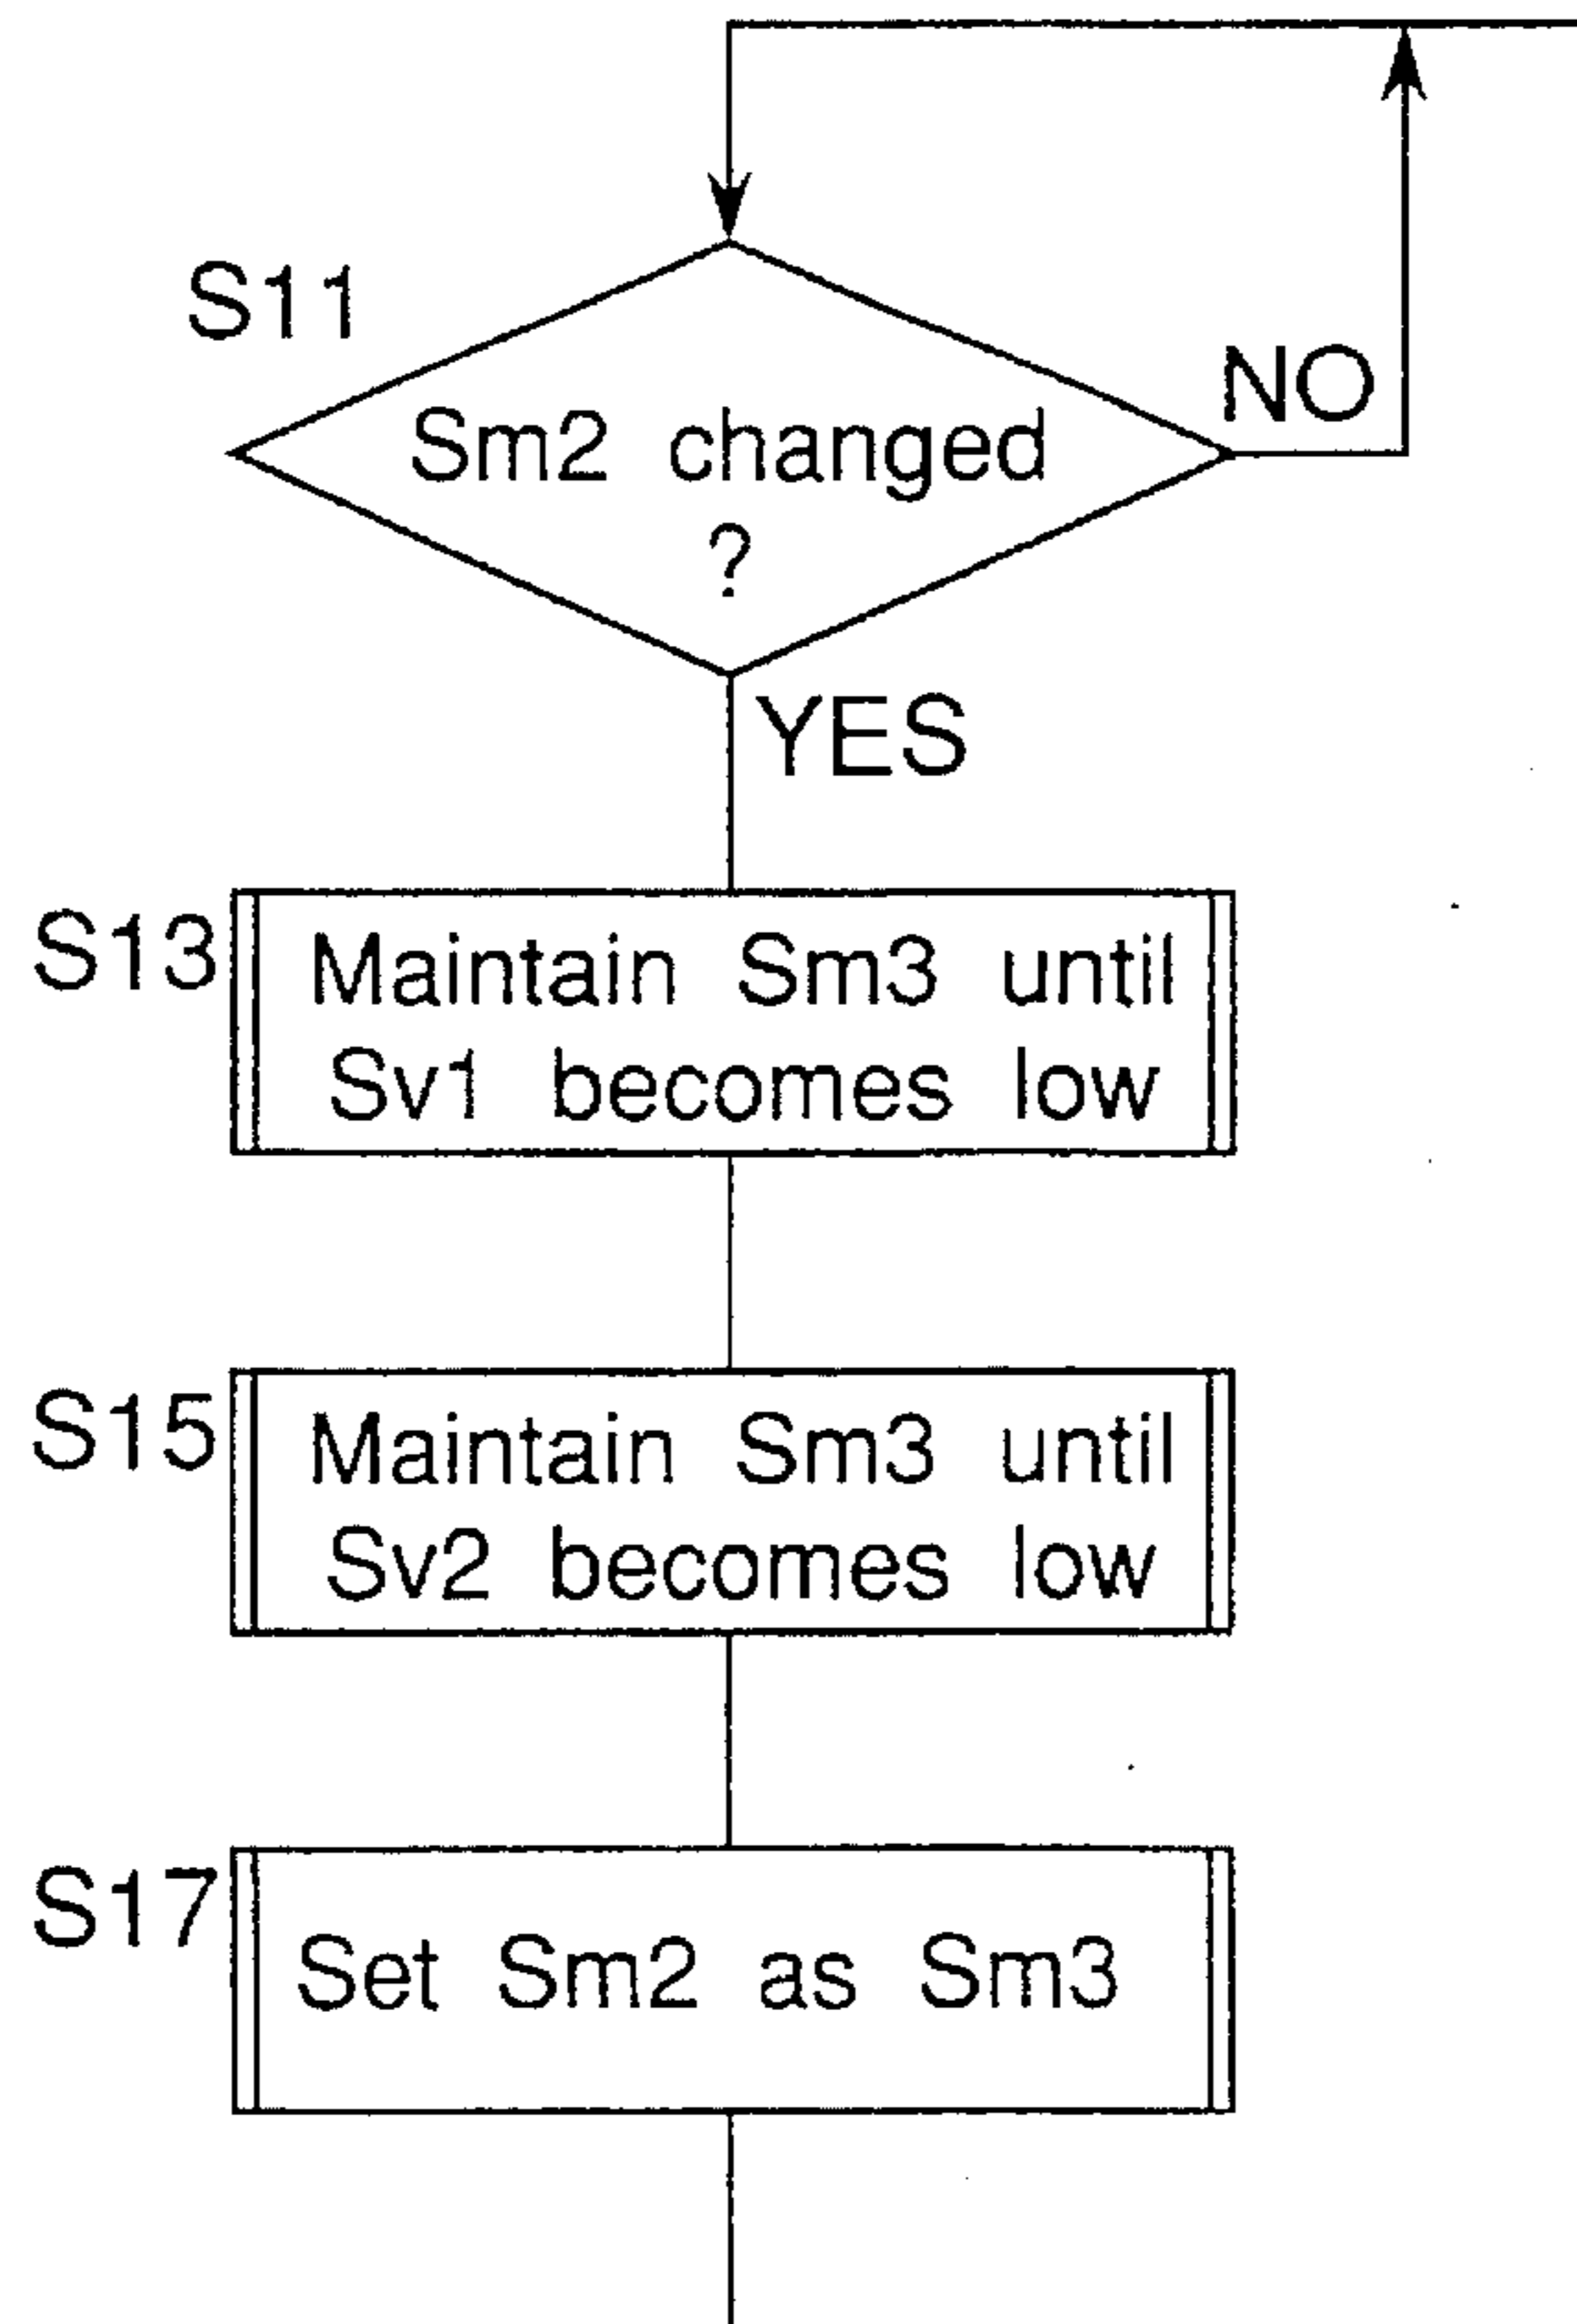 S11
Sm2 changed
?
NO
YES
S13
Maintain Sm3 until
Sv1 becomes low
S15
Maintain Sm3 until
Sv2 becomes low
S17
Set Sm2 as Sm3